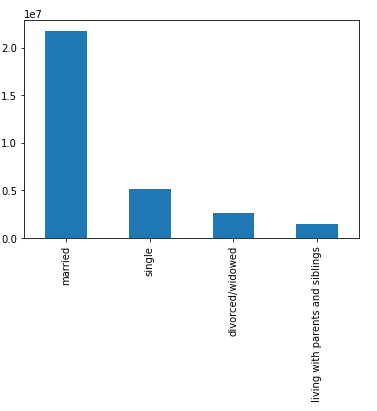 1e7
2.0
1.5
1.0
0.5
0.0
married
single
divorced/widowed
living with parents and siblings